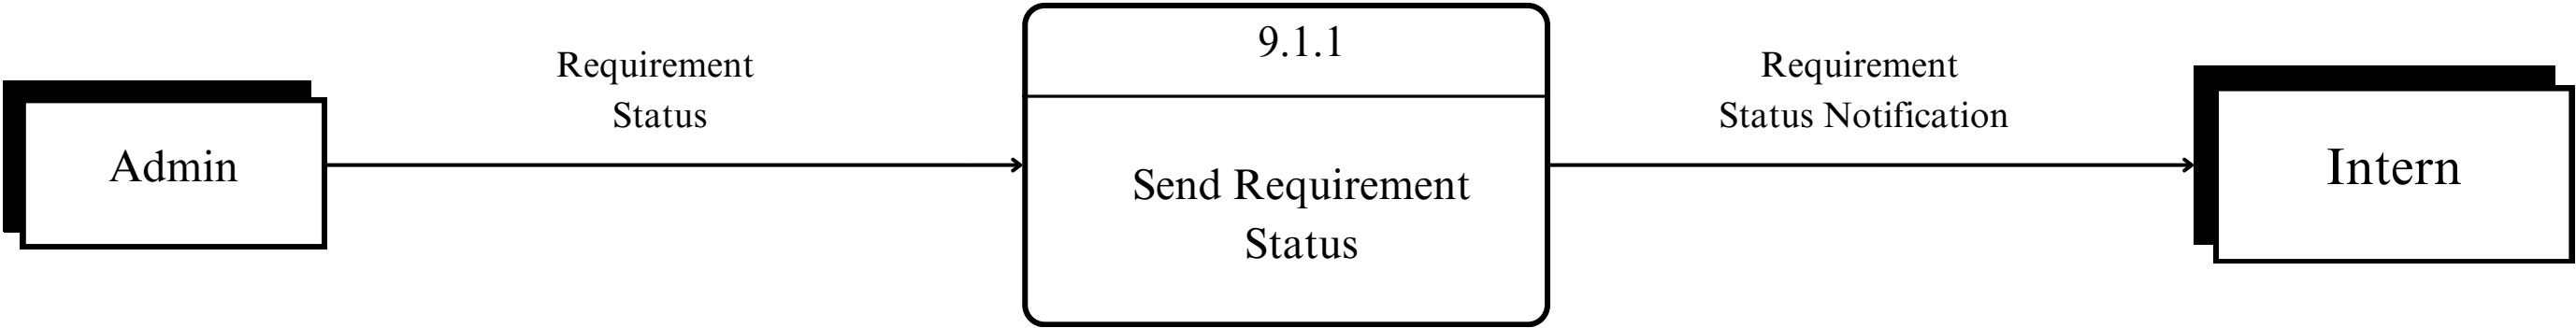 Admin
Requirement
Status
9.1.1
Send Requirement
Status
Requirement
Status Notification
Intern